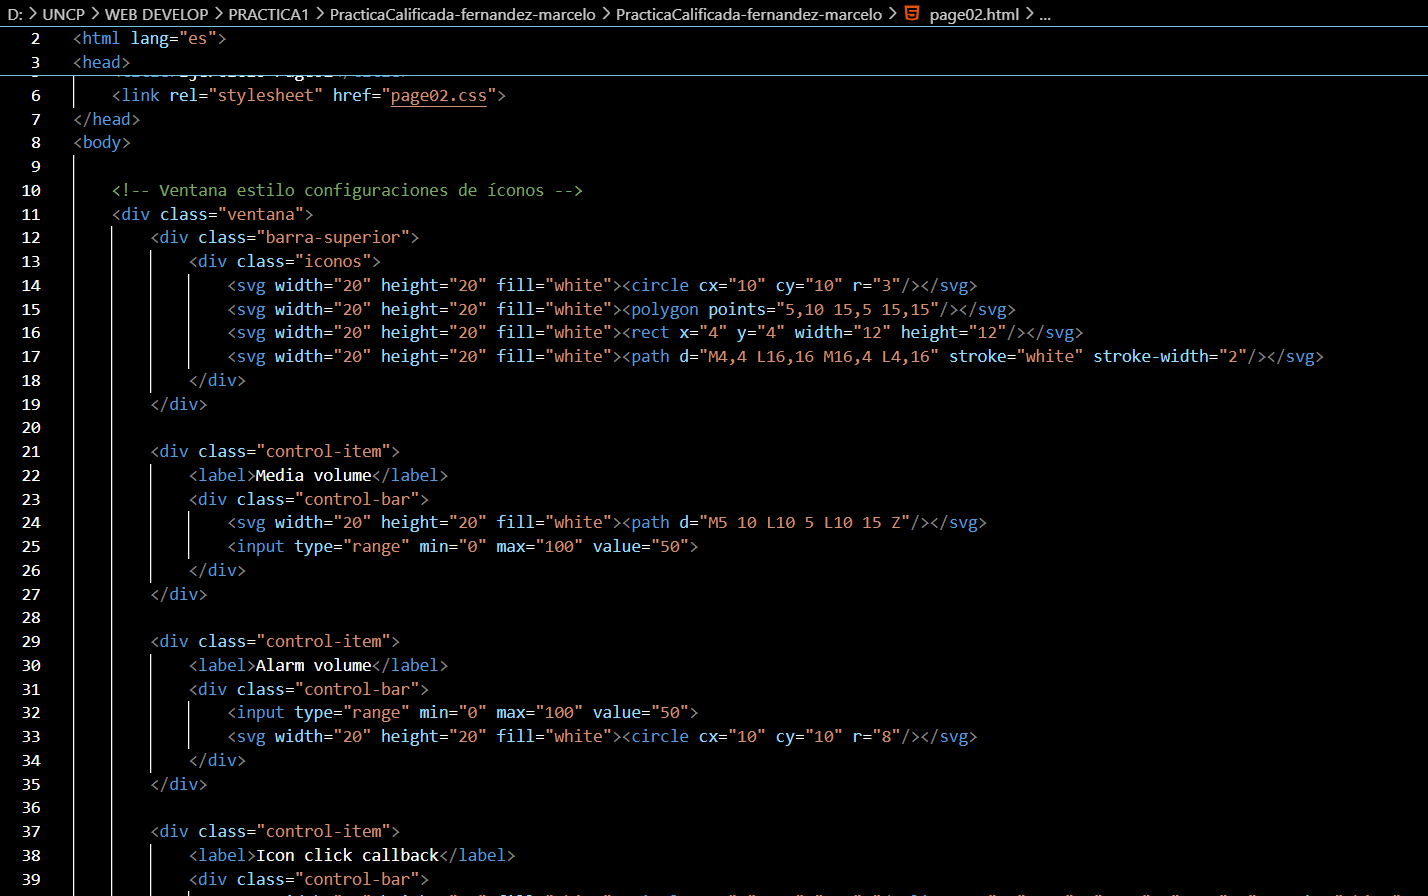 D: > UNCP > WEB DEVELOP > PRACTICA1 > PracticaCalificada-fernandez-marcelo > PracticaCalificada-fernandez-marcelo > page02.html > ...
2 <html lang="es">
3 <head>
6 <link rel="stylesheet" href="page02.css">
7 </head>
8 <body>
9
10 <!-- Ventana estilo configuraciones de íconos -->
11 <div class="ventana">
12 <div class="barra-superior">
13 <div class="iconos">
14 <svg width="20" height="20" fill="white"><circle cx="10" cy="10" r="3"/></svg>
15 <svg width="20" height="20" fill="white"><polygon points="5,10 15,5 15,15"/></svg>
16 <svg width="20" height="20" fill="white"><rect x="4" y="4" width="12" height="12"/></svg>
17 <svg width="20" height="20" fill="white"><path d="M4,4 L16,16 M16,4 L4,16" stroke="white" stroke-width="2"/></svg>
18 </div>
19 </div>
20
21 <div class="control-item">
22 <label>Media volume</label>
23 <div class="control-bar">
24 <svg width="20" height="20" fill="white"><path d="M5 10 L10 5 L10 15 Z"/></svg>
25 <input type="range" min="0" max="100" value="50">
26 </div>
27 </div>
28
29 <div class="control-item">
30 <label>Alarm volume</label>
31 <div class="control-bar">
32 <input type="range" min="0" max="100" value="50">
33 <svg width="20" height="20" fill="white"><circle cx="10" cy="10" r="8"/></svg>
34 </div>
35 </div>
36
37 <div class="control-item">
38 <label>Icon click callback</label>
39 <div class="control-bar">